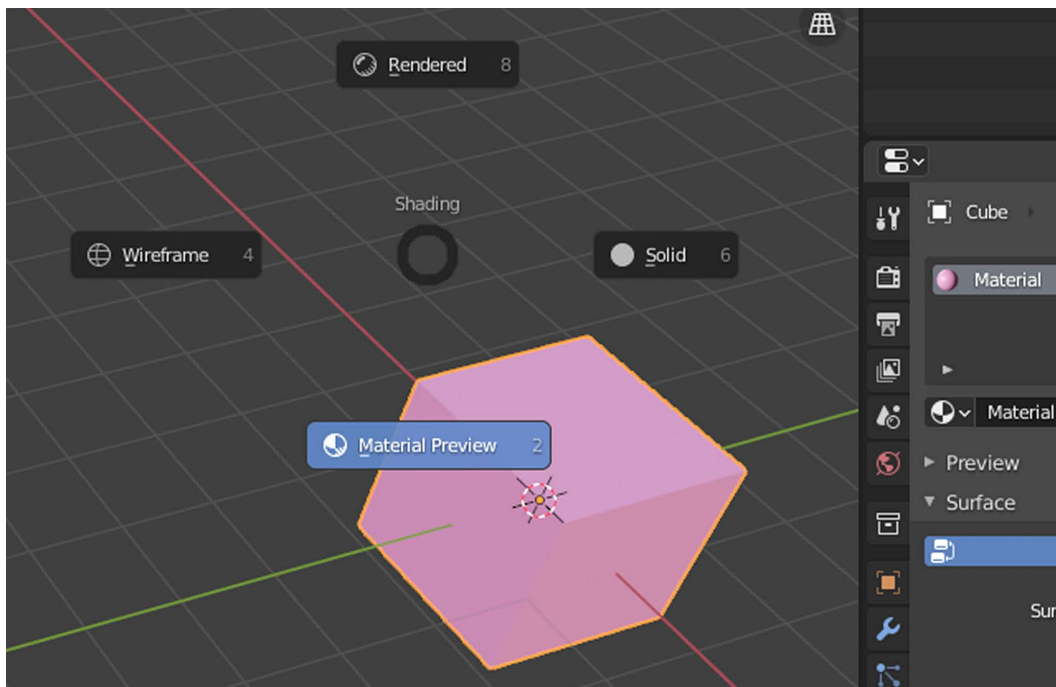 Rendered 8
Shading
Wireframe 4
Solid 6
Material Preview 2
Cube
Material
Material
Preview
Surface
Sur